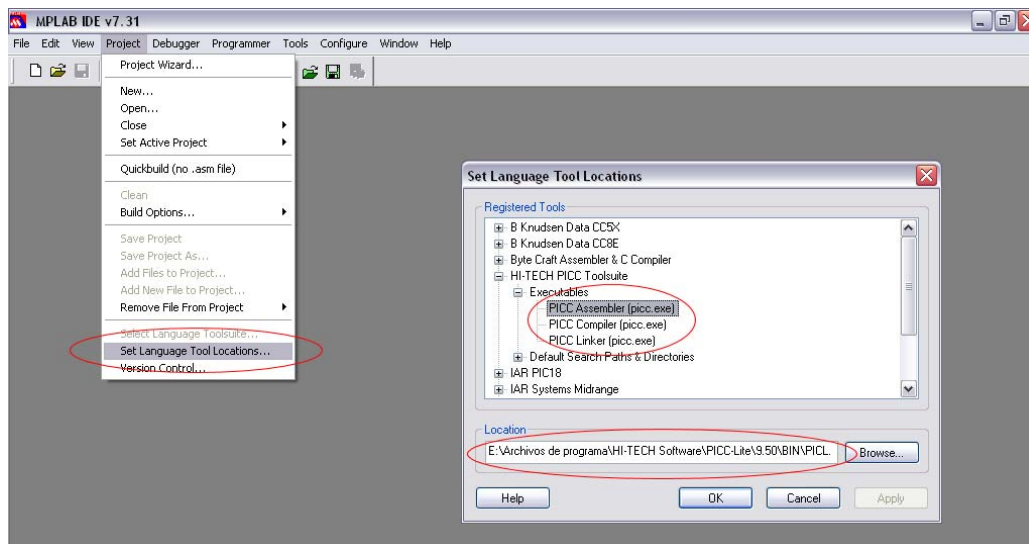 MPLAB IDE v7.31
File Edit View Project Debugger Programmer Tools Configure Window Help
Project Wizard...
New...
Open...
Close
Set Active Project
Quickbuild (no .asm file)
Clean
Build Options...
Save Project
Save Project As...
Add Files to Project...
Add New File to Project...
Remove File From Project
Select Language Toolsuite...
Set Language Tool Locations...
Version Control...
Set Language Tool Locations
Registered Tools
B Knudsen Data CC5X
B Knudsen Data CC8E
Byte Craft Assembler & C Compiler
HI-TECH PICC Toolsuite
Executables
PICC Assembler (picc.exe)
PICC Compiler (picc.exe)
PICC Linker (picc.exe)
Default Search Paths & Directories
IAR PIC18
IAR Systems Midrange
Location
E:\Archivos de programa\HI-TECH Software\PICC-Lite\9.50\BIN\PICL.
Browse...
Help OK Cancel Apply